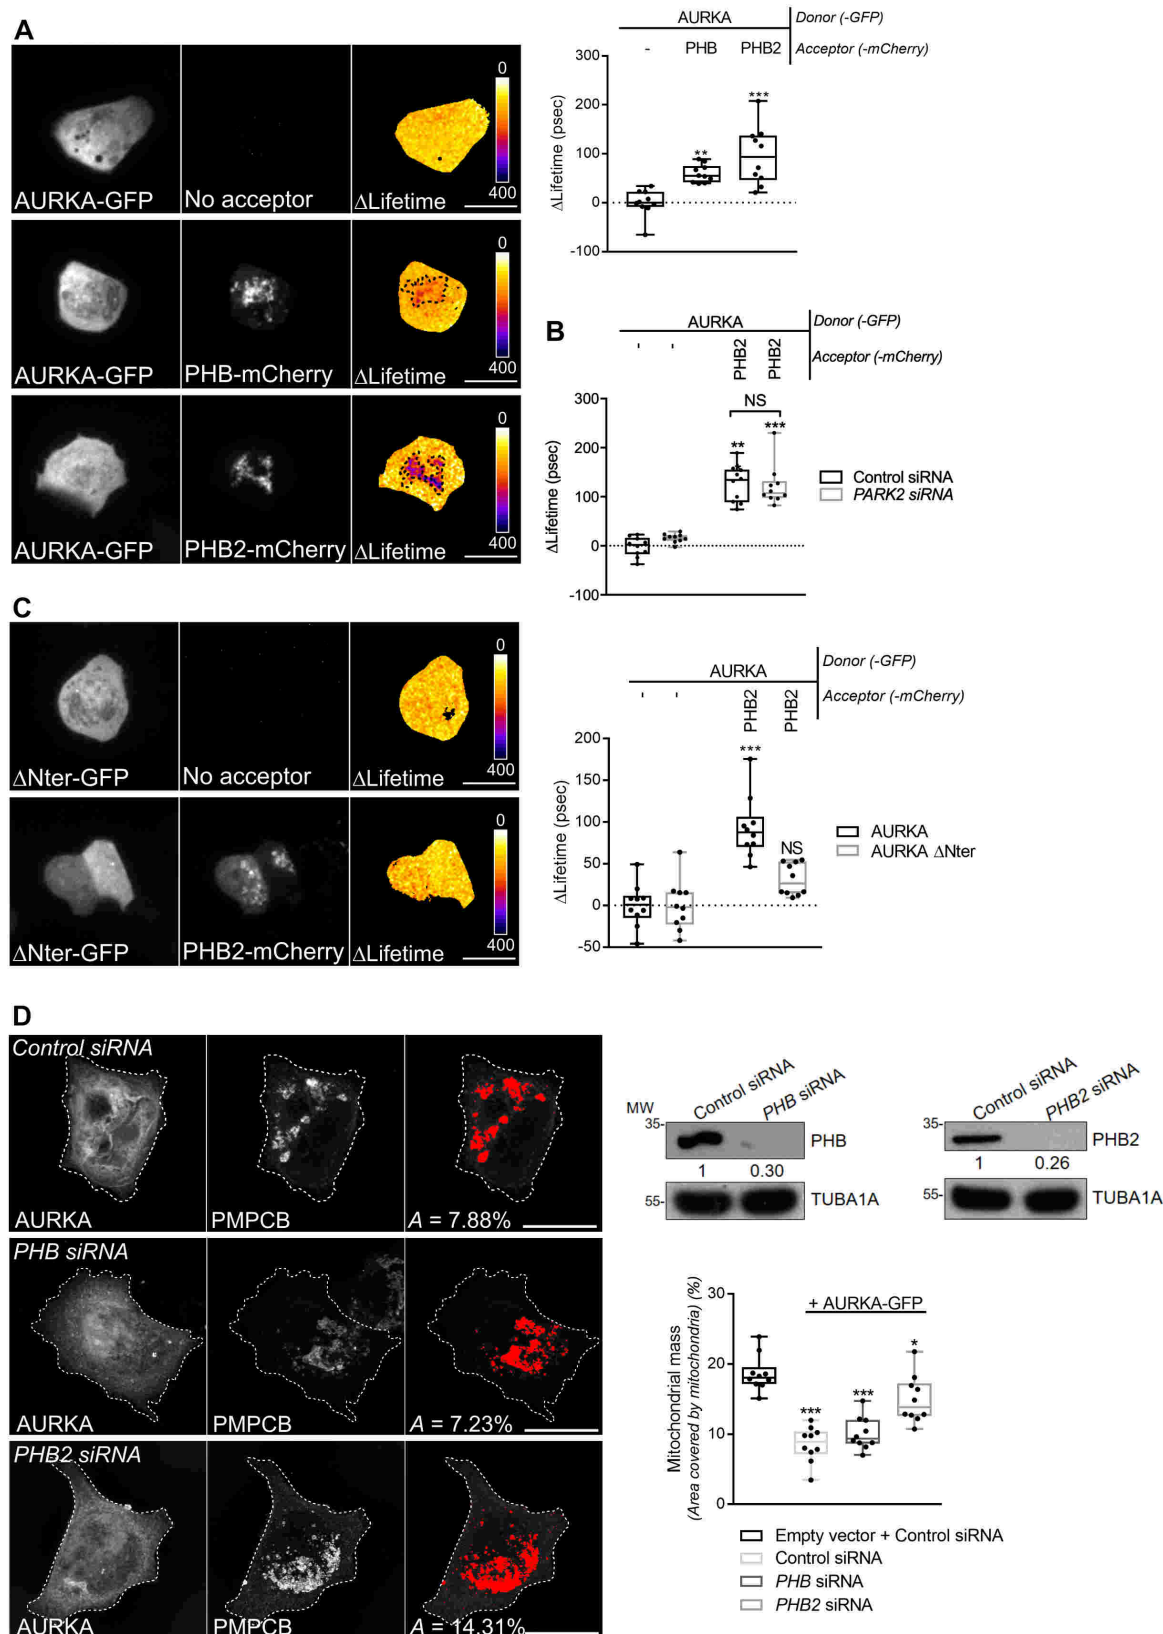 A
AURKA
Donor (-GFP)
-
PHB
PHB2
Acceptor (-mCherry)
0
400
AURKA-GFP
No acceptor
ΔLifetime
300
200
100
0
-100
ΔLifetime (psec)
**
***
0
400
AURKA-GFP
PHB-mCherry
ΔLifetime
0
400
AURKA-GFP
PHB2-mCherry
ΔLifetime
B
AURKA
Donor (-GFP)
-
-
PHB2
PHB2
Acceptor (-mCherry)
300
200
100
0
-100
ΔLifetime (psec)
NS
**
***
Control siRNA
PARK2 siRNA
C
0
400
ΔNter-GFP
No acceptor
ΔLifetime
0
400
ΔNter-GFP
PHB2-mCherry
ΔLifetime
AURKA
Donor (-GFP)
-
-
PHB2
PHB2
Acceptor (-mCherry)
200
150
100
50
0
-50
ΔLifetime (psec)
***
NS
AURKA
AURKA ΔNter
D
Control siRNA
AURKA
PMPCB
A = 7.88%
PHB siRNA
AURKA
PMPCB
A = 7.23%
PHB2 siRNA
AURKA
PMPCB
A = 14.31%
MW
Control siRNA
PHB siRNA
35-
PHB
1
0.30
55-
TUBA1A
Control siRNA
PHB2 siRNA
35-
PHB2
1
0.26
55-
TUBA1A
+ AURKA-GFP
30
20
10
0
Mitochondrial mass
(Area covered by mitochondria) (%)
***
***
*
Empty vector + Control siRNA
Control siRNA
PHB siRNA
PHB2 siRNA